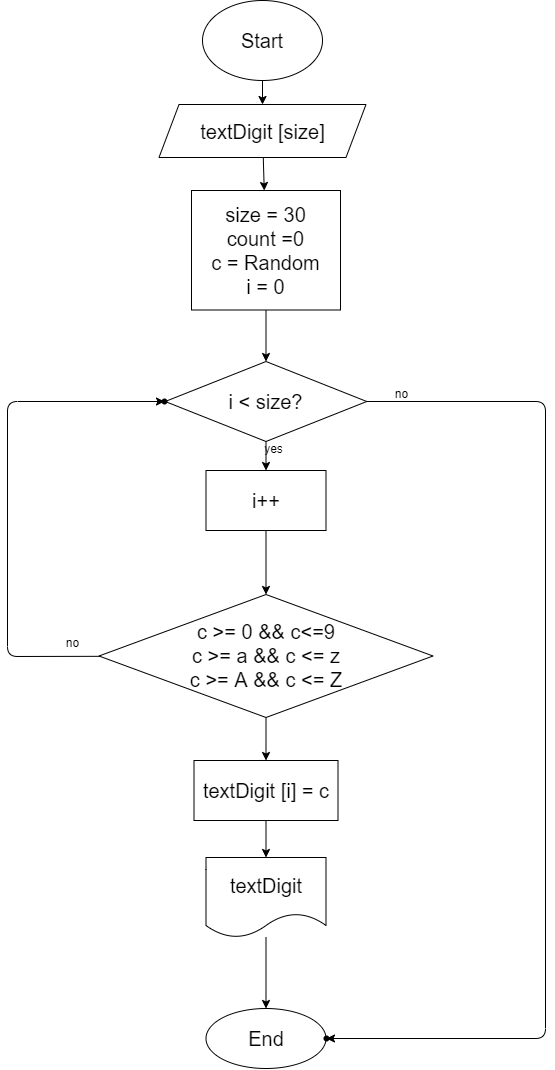 Start
textDigit [size]
size = 30
count =0
c = Random
i = 0
i < size?
no
yes
i++
c >= 0 && c<=9
c >= a && c <= z
c >= A && c <= Z
no
textDigit [i] = c
textDigit
End